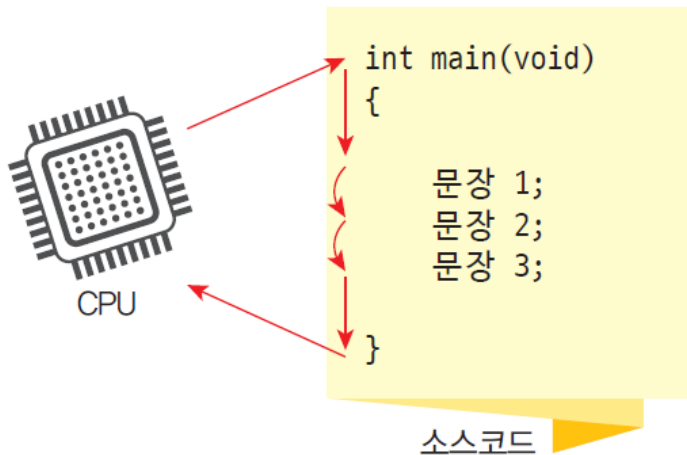 int main(void)
{
문장 1;
문장 2;
문장 3;
}
CPU
소스코드